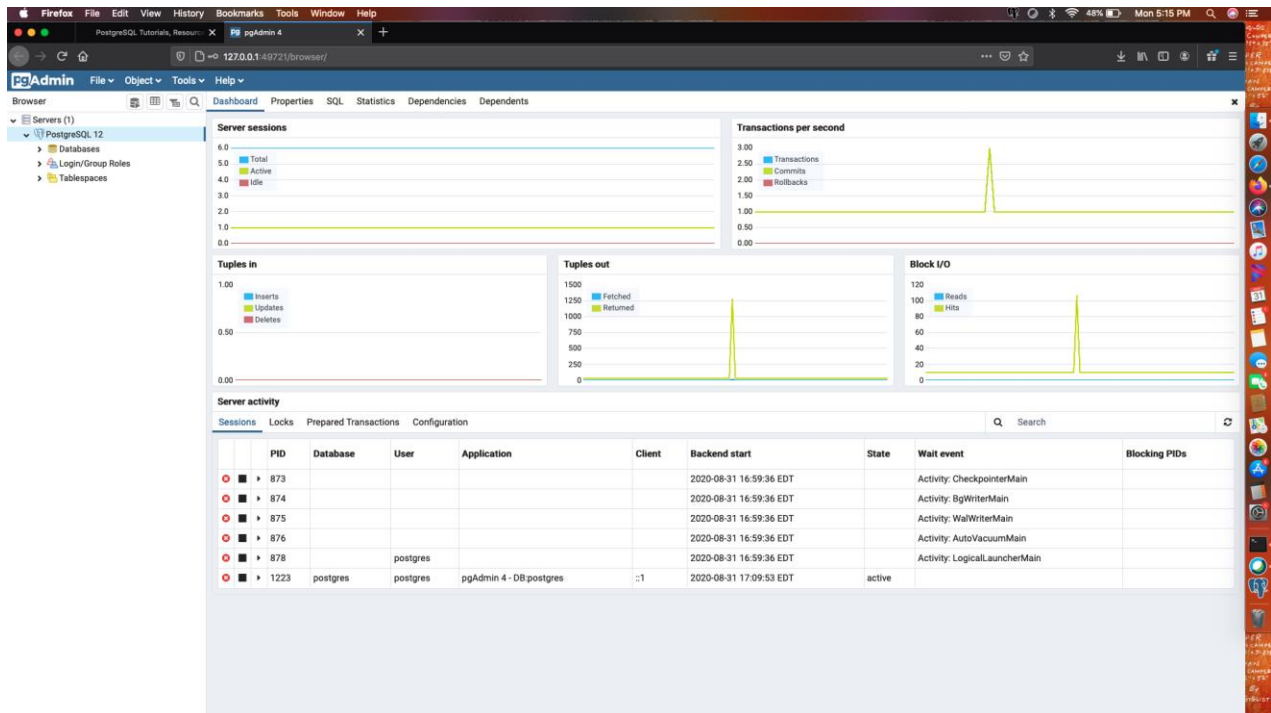 Firefox File Edit View History Bookmarks Tools Window Help 48% Mon 5:15 PM
PostgreSQL Tutorials, Resourc X Pg pgAdmin 4 X +
127.0.0.1:49721/browser/
PgAdmin File Object Tools Help
Browser
Dashboard Properties SQL Statistics Dependencies Dependents
Servers (1)
PostgreSQL 12
Databases
Login/Group Roles
Tablespaces
Server sessions
6.0
5.0
4.0
3.0
2.0
1.0
0.0
Total
Active
Idle
Transactions per second
3.00
2.50
2.00
1.50
1.00
0.50
0.00
Transactions
Commits
Rollbacks
Tuples in
1.00
0.50
0.00
Inserts
Updates
Deletes
Tuples out
1500
1250
1000
750
500
250
0
Fetched
Returned
Block I/O
120
100
80
60
40
20
0
Reads
Hits
Server activity
Sessions Locks Prepared Transactions Configuration
Search
PID Database User Application Client Backend start State Wait event Blocking PIDs
873 2020-08-31 16:59:36 EDT Activity: CheckpointerMain
874 2020-08-31 16:59:36 EDT Activity: BgWriterMain
875 2020-08-31 16:59:36 EDT Activity: WalWriterMain
876 2020-08-31 16:59:36 EDT Activity: AutoVacuumMain
878 postgres 2020-08-31 16:59:36 EDT Activity: LogicalLauncherMain
1223 postgres postgres pgAdmin 4 - DB:postgres ::1 2020-08-31 17:09:53 EDT active
31